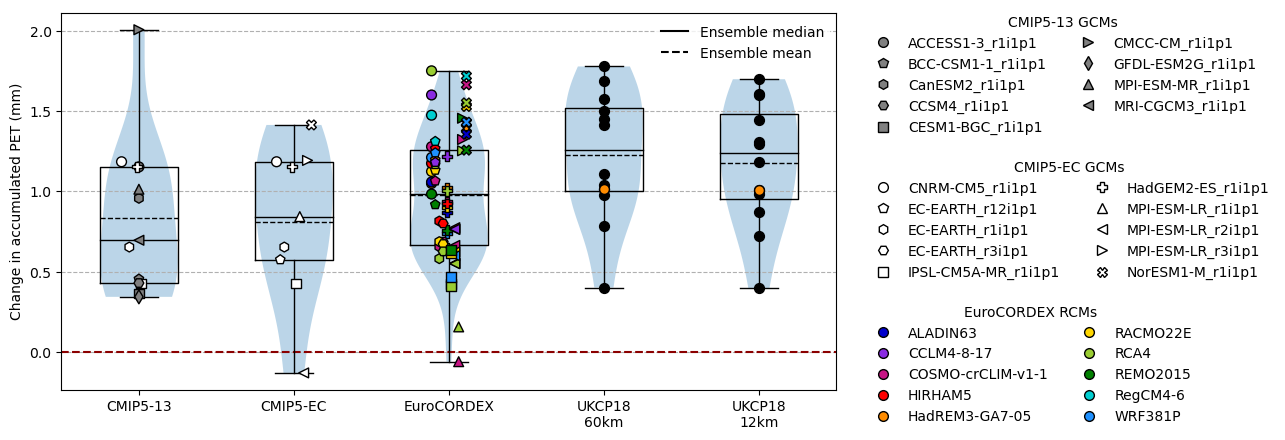 Change in accumulated PET (mm)
2.0
1.5
1.0
0.5
0.0
Ensemble median
Ensemble mean
CMIP5-13
CMIP5-EC
EuroCORDEX
UKCP18
60km
UKCP18
12km
CMIP5-13 GCMs
ACCESS1-3_r1i1p1
BCC-CSM1-1_r1i1p1
CanESM2_r1i1p1
CCSM4_r1i1p1
CESM1-BGC_r1i1p1
CMCC-CM_r1i1p1
GFDL-ESM2G_r1i1p1
MPI-ESM-MR_r1i1p1
MRI-CGCM3_r1i1p1
CMIP5-EC GCMs
CNRM-CM5_r1i1p1
EC-EARTH_r12i1p1
EC-EARTH_r1i1p1
EC-EARTH_r3i1p1
IPSL-CM5A-MR_r1i1p1
HadGEM2-ES_r1i1p1
MPI-ESM-LR_r1i1p1
MPI-ESM-LR_r2i1p1
MPI-ESM-LR_r3i1p1
NorESM1-M_r1i1p1
EuroCORDEX RCMs
ALADIN63
CCLM4-8-17
COSMO-crCLIM-v1-1
HIRHAM5
HadREM3-GA7-05
RACMO22E
RCA4
REMO2015
RegCM4-6
WRF381P